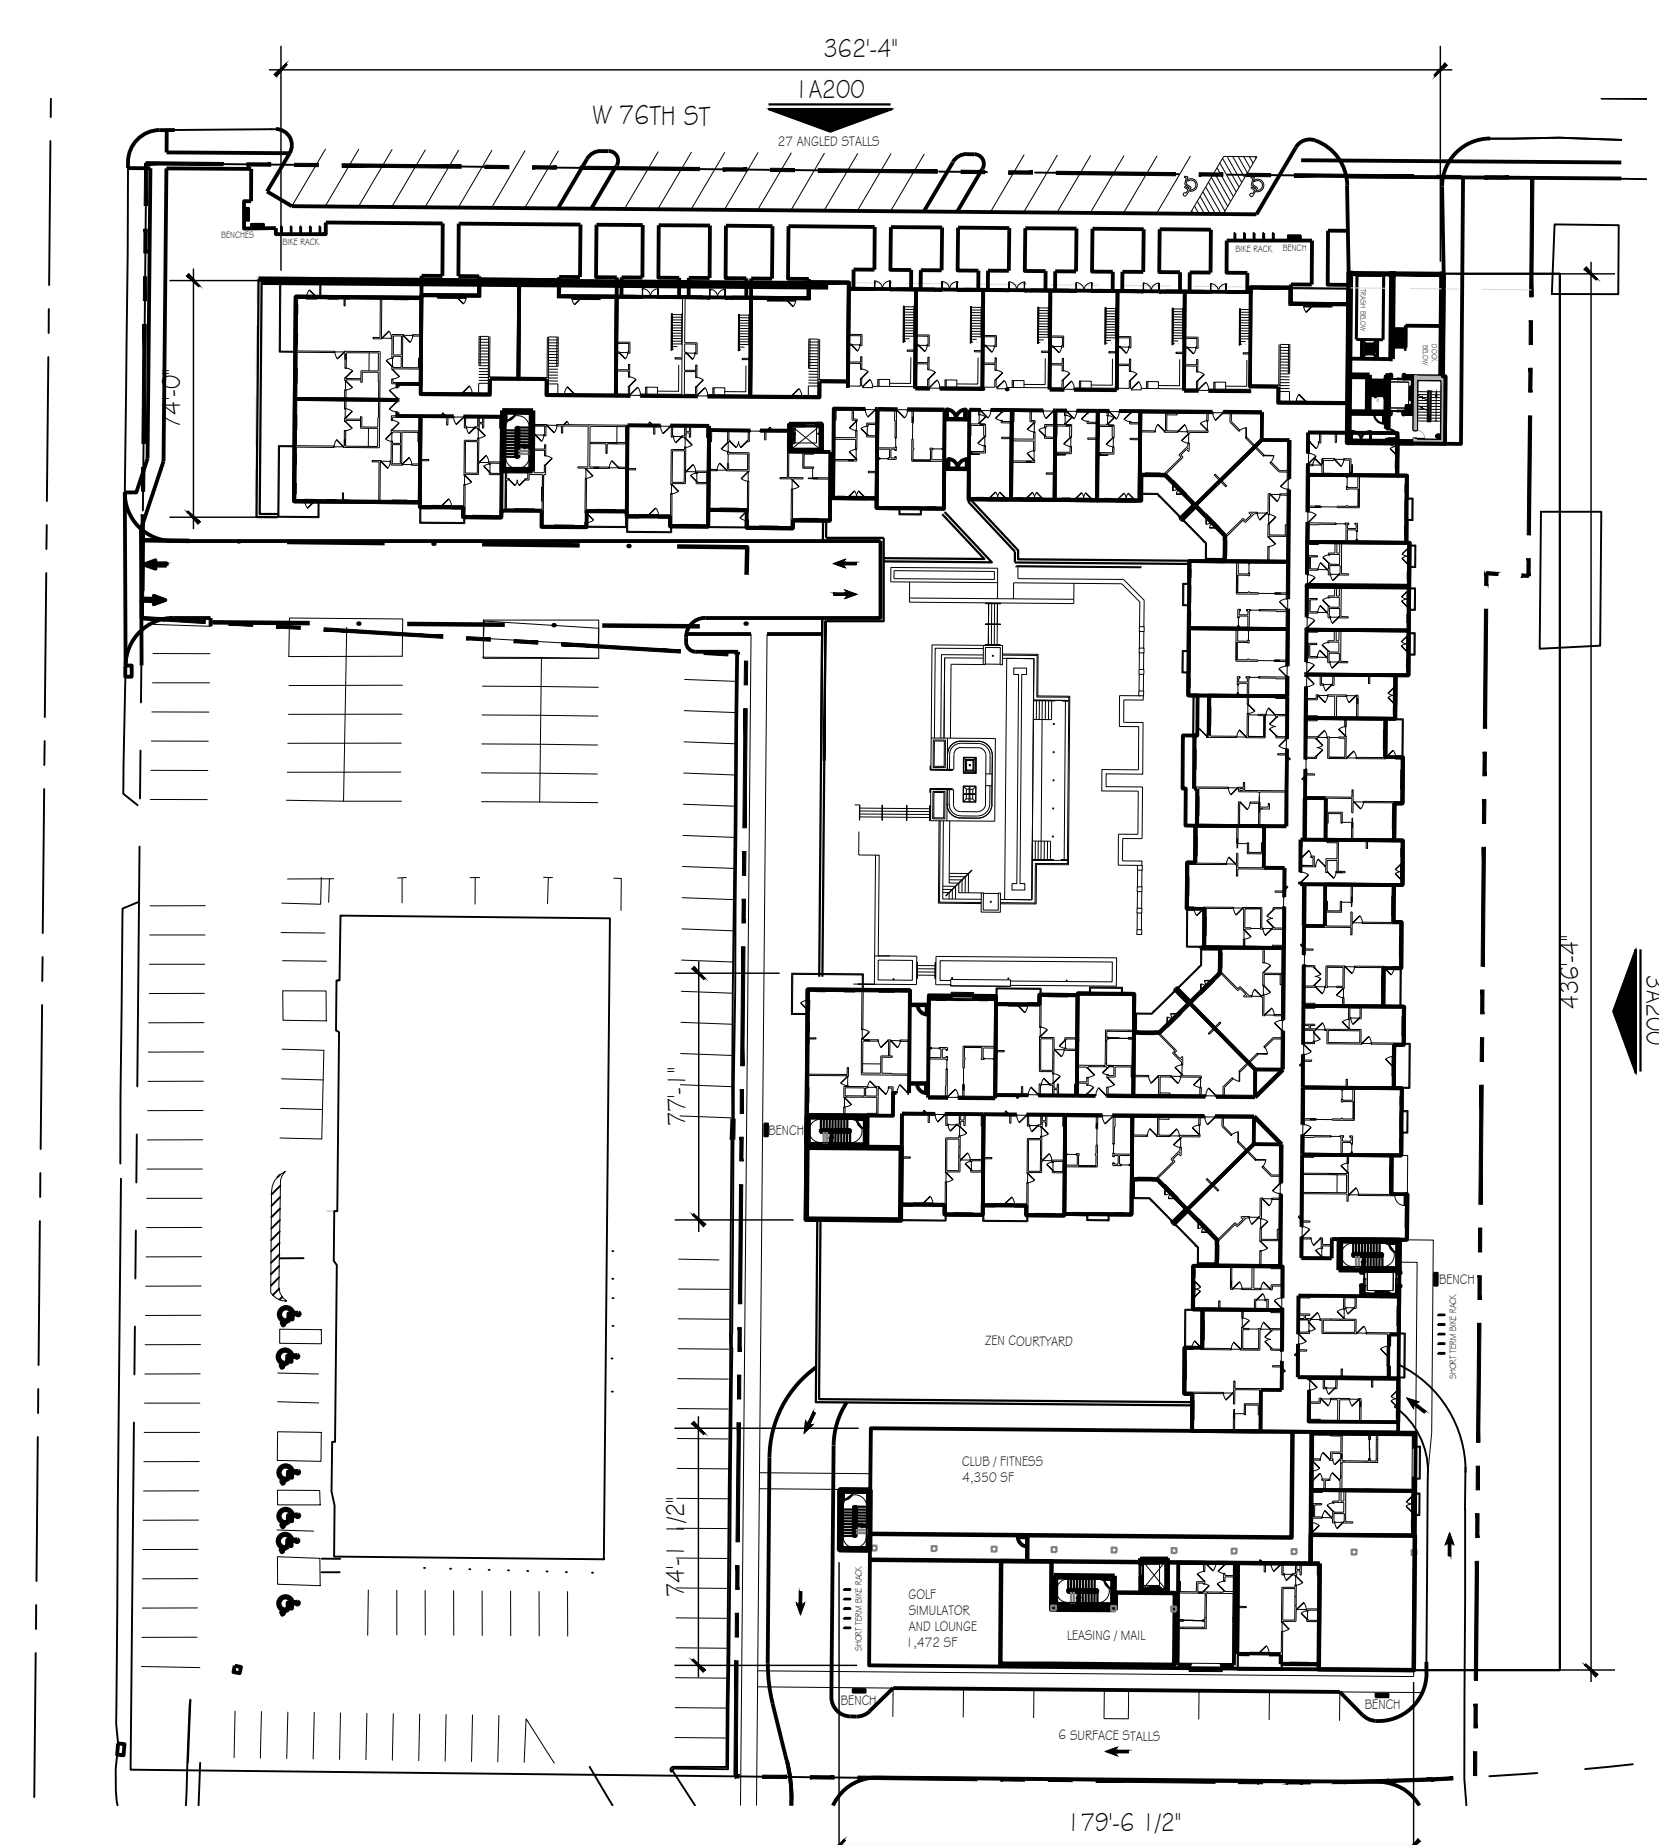 362'-4"
1A200
W 76TH ST
27 ANGLED STALLS
BENCHES
BIKE RACK
BIKE RACK
BENCH
TRASH BELOW
DOCK BELOW
74'-0"
436'-4"
3A200
77'-1"
BENCH
BENCH
SHORT TERM BIKE RACK
ZEN COURTYARD
CLUB / FITNESS
4,350 SF
74'-1 1/2"
SHORT TERM BIKE RACK
GOLF
SIMULATOR
AND LOUNGE
1,472 SF
LEASING / MAIL
BENCH
BENCH
6 SURFACE STALLS
179'-6 1/2"